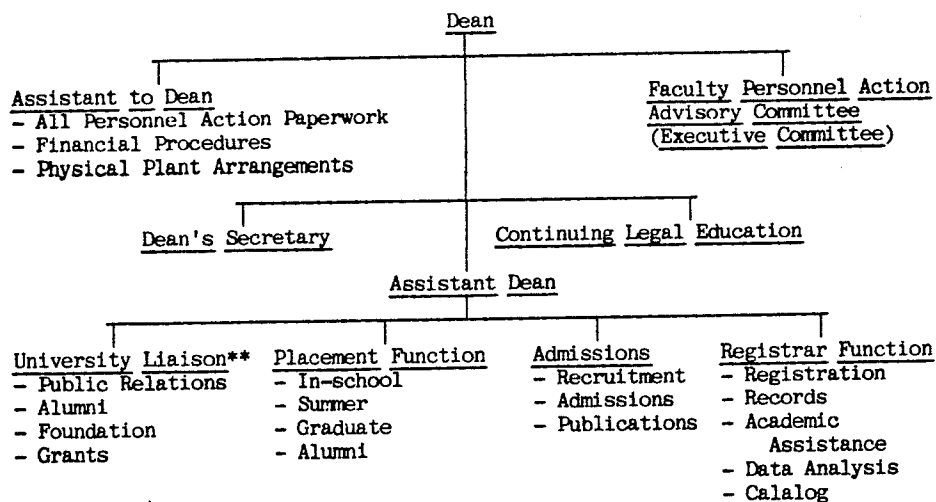 Dean
Assistant to Dean
- All Personnel Action Paperwork
- Financial Procedures
- Physical Plant Arrangements
Faculty Personnel Action
Advisory Committee
(Executive Committee)
Dean's Secretary
Continuing Legal Education
Assistant Dean
University Liaison**
- Public Relations
- Alumni
- Foundation
- Grants
Placement Function
- In-school
- Summer
- Graduate
- Alumni
Admissions
- Recruitment
- Admissions
- Publications
Registrar Function
- Registration
- Records
- Academic
Assistance
- Data Analysis
- Calalog